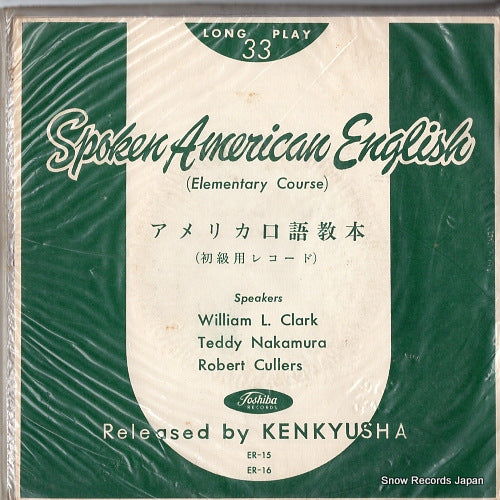 LONG PLAY
33
Spoken American English
(Elementary Course)
アメリカ口語教本
(初級用レコード)
Speakers
William L. Clark
Teddy Nakamura
Robert Cullers
Toshiba
RECORDS
Released by KENKYUSHA
ER-15
ER-16
Snow Records Japan